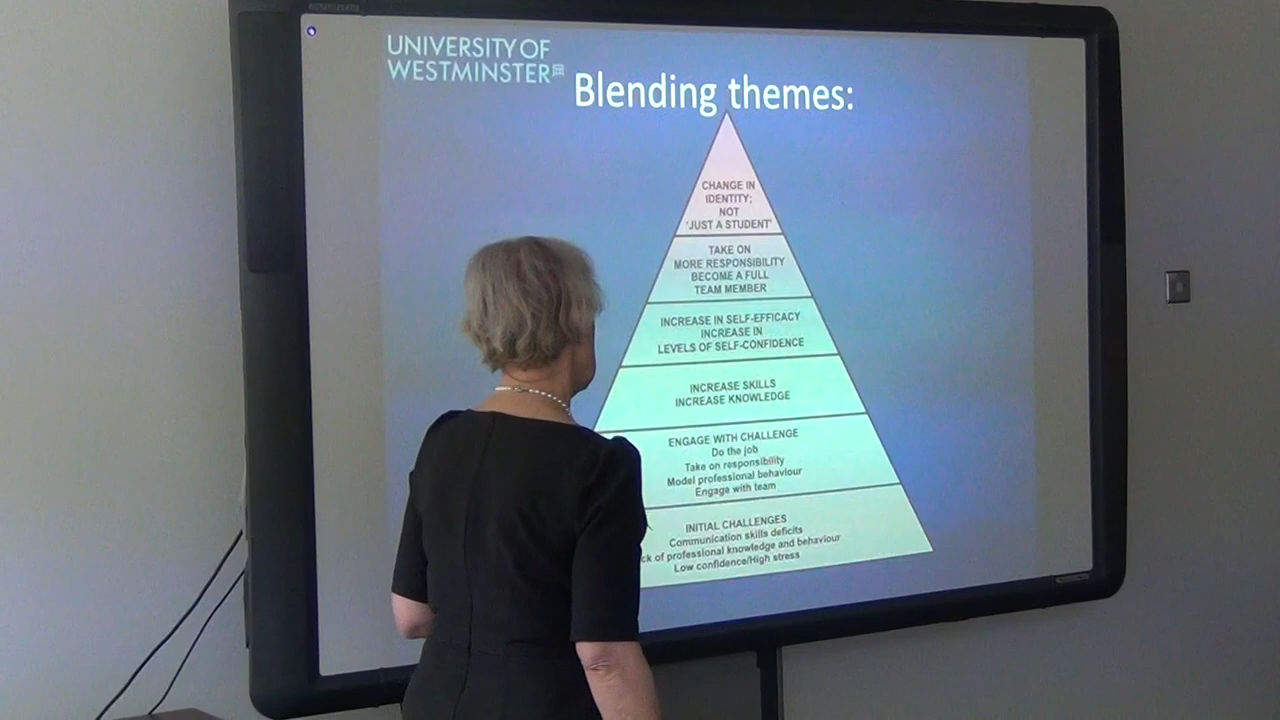 UNIVERSITY OF
WESTMINSTER
Blending themes:
CHANGE IN
IDENTITY;
NOT
'JUST A STUDENT'
TAKE ON
MORE RESPONSIBILITY
BECOME A FULL
TEAM MEMBER
INCREASE IN SELF-EFFICACY
INCREASE IN
LEVELS OF SELF-CONFIDENCE
INCREASE SKILLS
INCREASE KNOWLEDGE
ENGAGE WITH CHALLENGE
Do the job
Take on responsibility
Model professional behaviour
Engage with team
INITIAL CHALLENGES
Communication skills deficits
of professional knowledge and behaviour
Low confidence/High stress